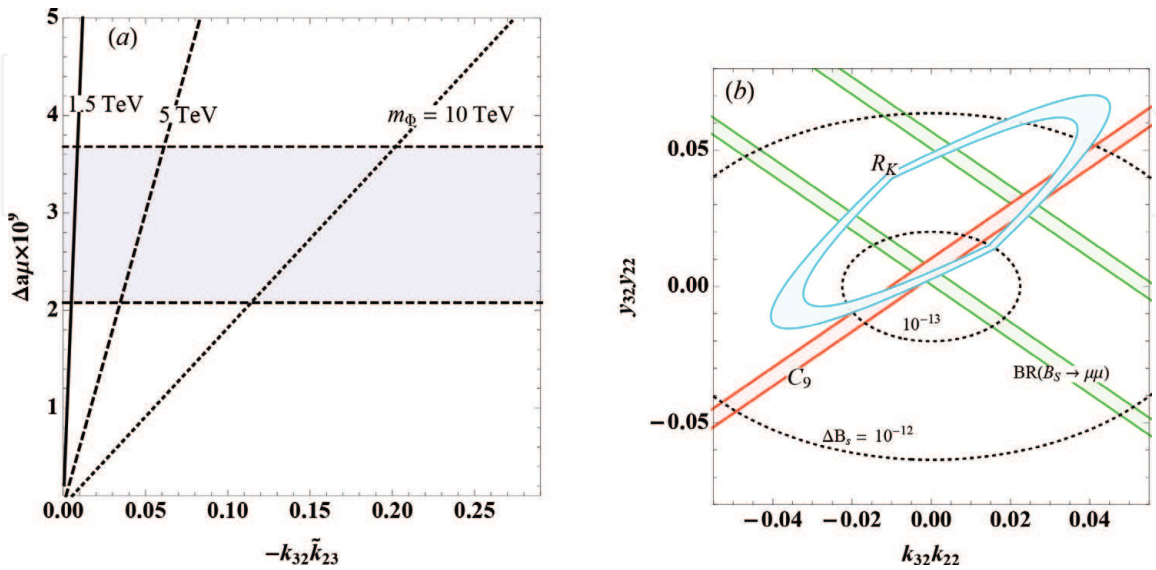 (a)
5
4
3
2
1
Δaμ×10⁹
1.5 TeV
5 TeV
m_Φ = 10 TeV
0.00 0.05 0.10 0.15 0.20 0.25
−k₃₂k̃₂₃
(b)
0.05
0.00
−0.05
y₃₂y₂₂
R_K
10⁻¹³
C₉
BR(B_S → μμ)
ΔB_s = 10⁻¹²
−0.04 −0.02 0.00 0.02 0.04
k₃₂k₂₂